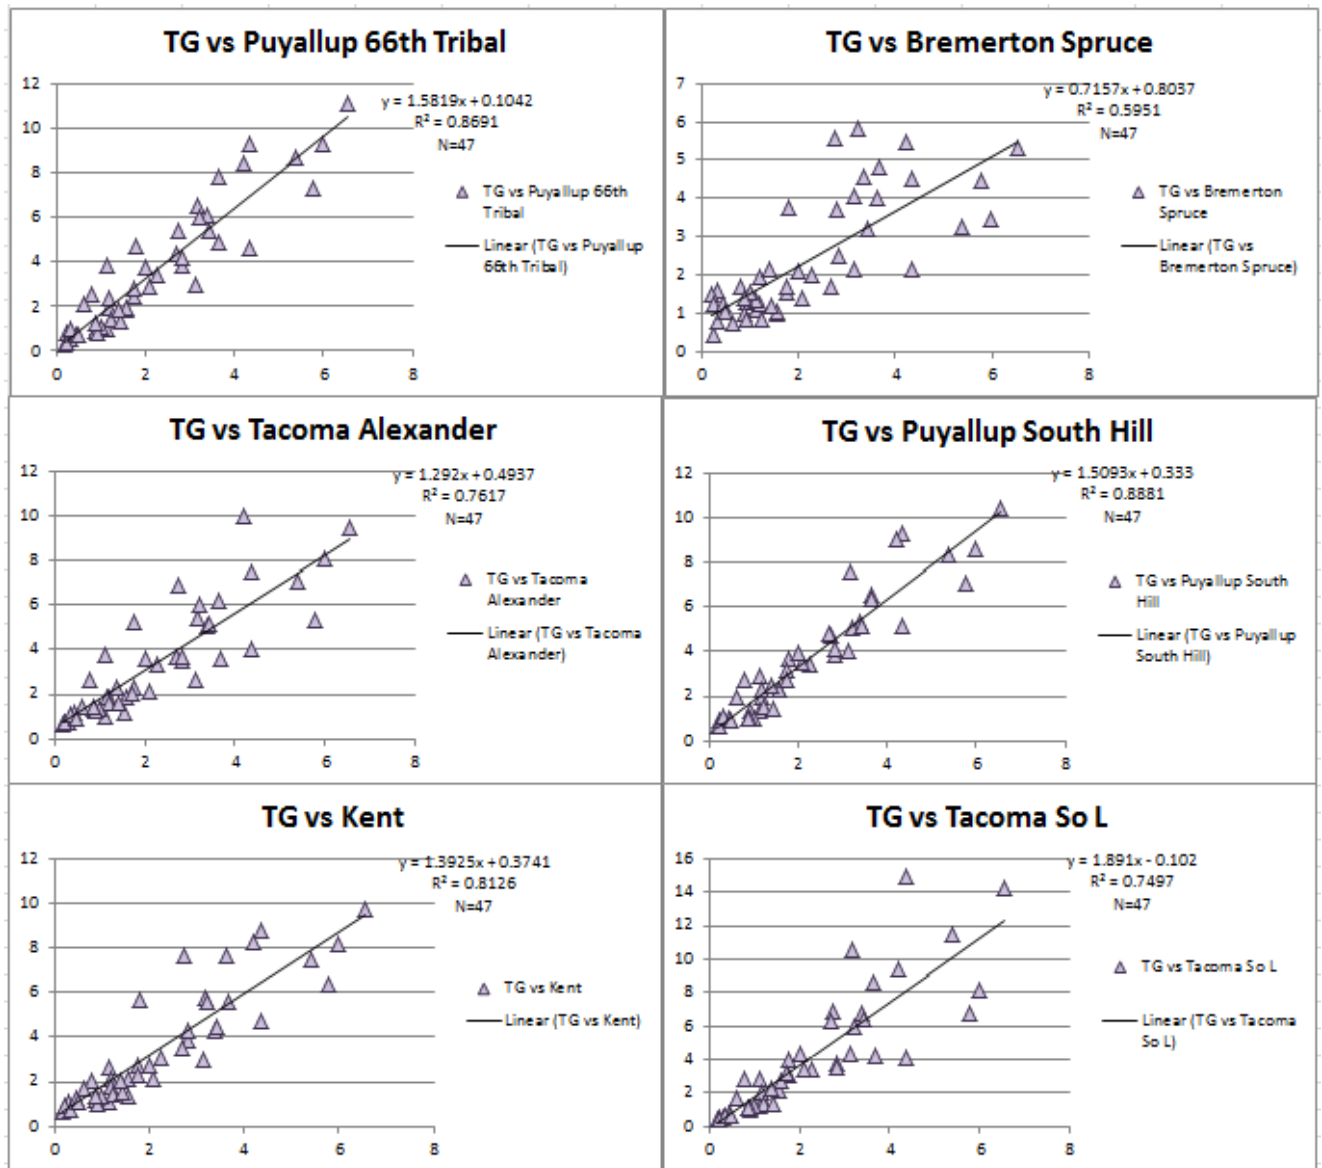 TG vs Puyallup 66th Tribal
12
10
8
6
4
2
0
0 2 4 6 8
y = 1.5819x + 0.1042
R² = 0.8691
N=47
TG vs Puyallup 66th
Tribal
Linear (TG vs Puyallup
66th Tribal)
TG vs Bremerton Spruce
7
6
5
4
3
2
1
0
0 2 4 6 8
y = 0.7157x + 0.8037
R² = 0.5951
N=47
TG vs Bremerton
Spruce
Linear (TG vs
Bremerton Spruce)
TG vs Tacoma Alexander
12
10
8
6
4
2
0
0 2 4 6 8
y = 1.292x + 0.4937
R² = 0.7617
N=47
TG vs Tacoma
Alexander
Linear (TG vs Tacoma
Alexander)
TG vs Puyallup South Hill
12
10
8
6
4
2
0
0 2 4 6 8
y = 1.5093x + 0.333
R² = 0.8881
N=47
TG vs Puyallup South
Hill
Linear (TG vs Puyallup
South Hill)
TG vs Kent
12
10
8
6
4
2
0
0 2 4 6 8
y = 1.3925x + 0.3741
R² = 0.8126
N=47
TG vs Kent
Linear (TG vs Kent)
TG vs Tacoma So L
16
14
12
10
8
6
4
2
0
0 2 4 6 8
y = 1.891x - 0.102
R² = 0.7497
N=47
TG vs Tacoma So L
Linear (TG vs Tacoma
So L)